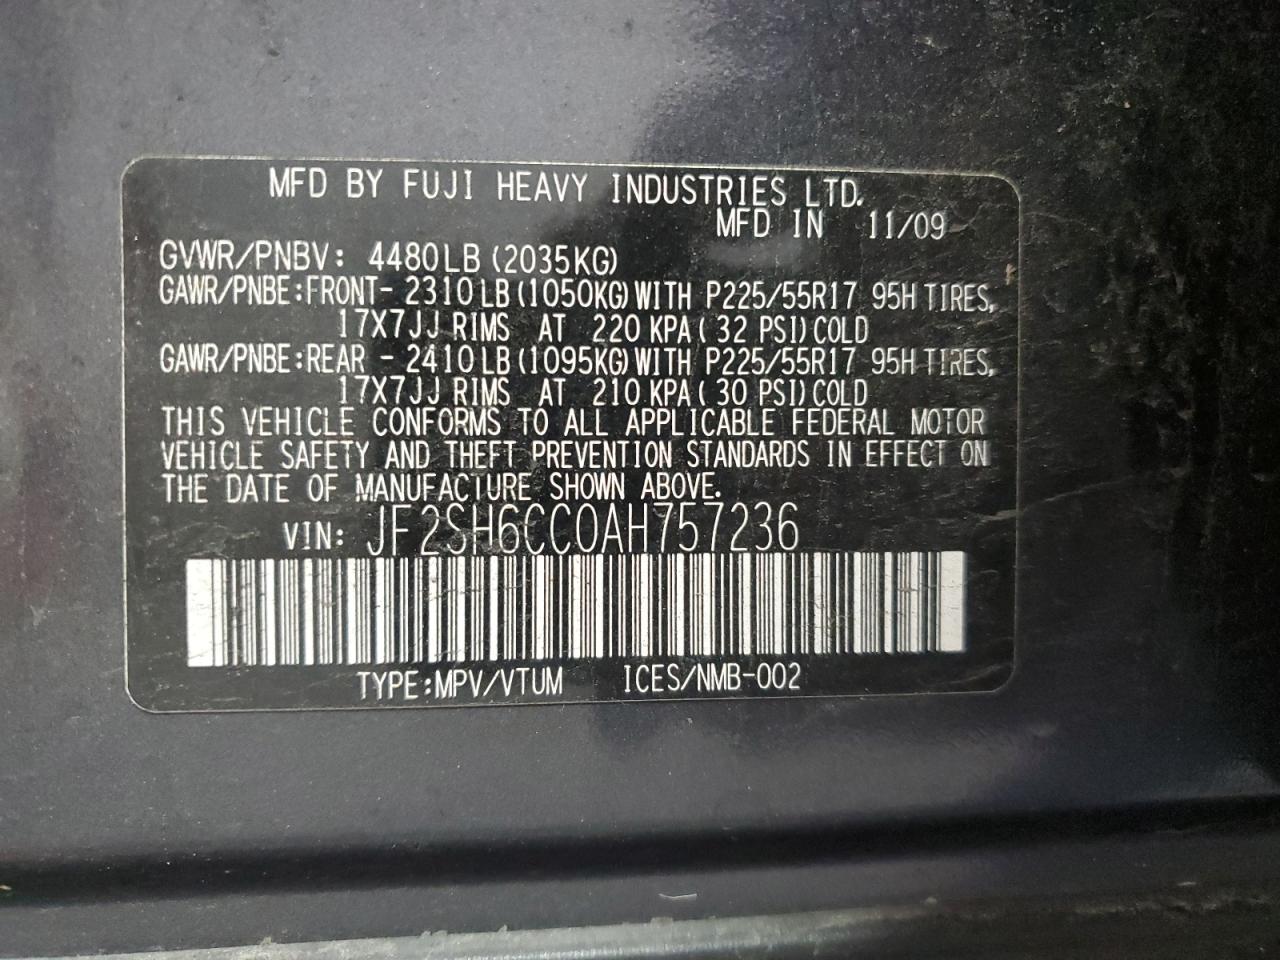 MFD BY FUJI HEAVY INDUSTRIES LTD.
MFD IN 11/09
GVWR/PNBV: 4480LB (2035KG)
GAWR/PNBE:FRONT- 2310LB(1050KG)WITH P225/55R17 95H TIRES,
17X7JJ RIMS AT 220 KPA( 32 PSI)COLD
GAWR/PNBE:REAR - 2410LB(1095KG)WITH P225/55R17 95H TIRES,
17X7JJ RIMS AT 210 KPA( 30 PSI)COLD
THIS VEHICLE CONFORMS TO ALL APPLICABLE FEDERAL MOTOR
VEHICLE SAFETY AND THEFT PREVENTION STANDARDS IN EFFECT ON
THE DATE OF MANUFACTURE SHOWN ABOVE.
VIN: JF2SH6CC0AH757236
TYPE:MPV/VTUM ICES/NMB-002